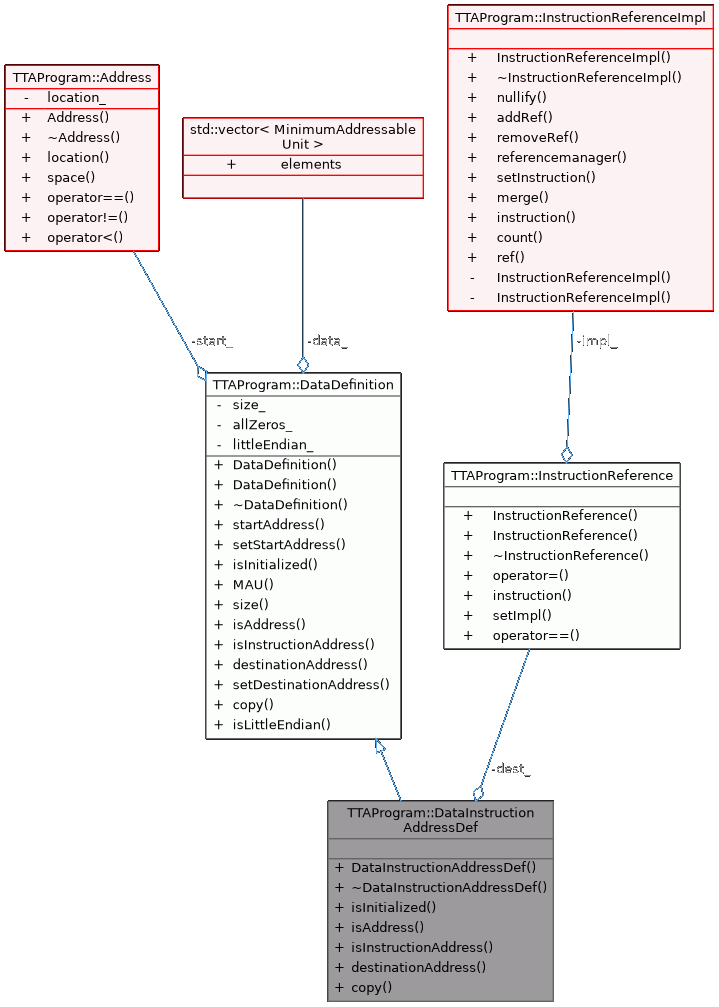 TTAProgram::InstructionReferenceImpl
+ InstructionReferenceImpl()
+ ~InstructionReferenceImpl()
+ nullify()
+ addRef()
+ removeRef()
+ referencemanager()
+ setInstruction()
+ merge()
+ instruction()
+ count()
+ ref()
- InstructionReferenceImpl()
- InstructionReferenceImpl()
TTAProgram::Address
- location_
+ Address()
+ ~Address()
+ location()
+ space()
+ operator==()
+ operator!=()
+ operator<()
std::vector< MinimumAddressable
Unit >
+ elements
-start_
-data_
-impl_
TTAProgram::DataDefinition
- size_
- allZeros_
- littleEndian_
+ DataDefinition()
+ DataDefinition()
+ ~DataDefinition()
+ startAddress()
+ setStartAddress()
+ isInitialized()
+ MAU()
+ size()
+ isAddress()
+ isInstructionAddress()
+ destinationAddress()
+ setDestinationAddress()
+ copy()
+ isLittleEndian()
TTAProgram::InstructionReference
+ InstructionReference()
+ InstructionReference()
+ ~InstructionReference()
+ operator=()
+ instruction()
+ setImpl()
+ operator==()
-dest_
TTAProgram::DataInstruction
AddressDef
+ DataInstructionAddressDef()
+ ~DataInstructionAddressDef()
+ isInitialized()
+ isAddress()
+ isInstructionAddress()
+ destinationAddress()
+ copy()